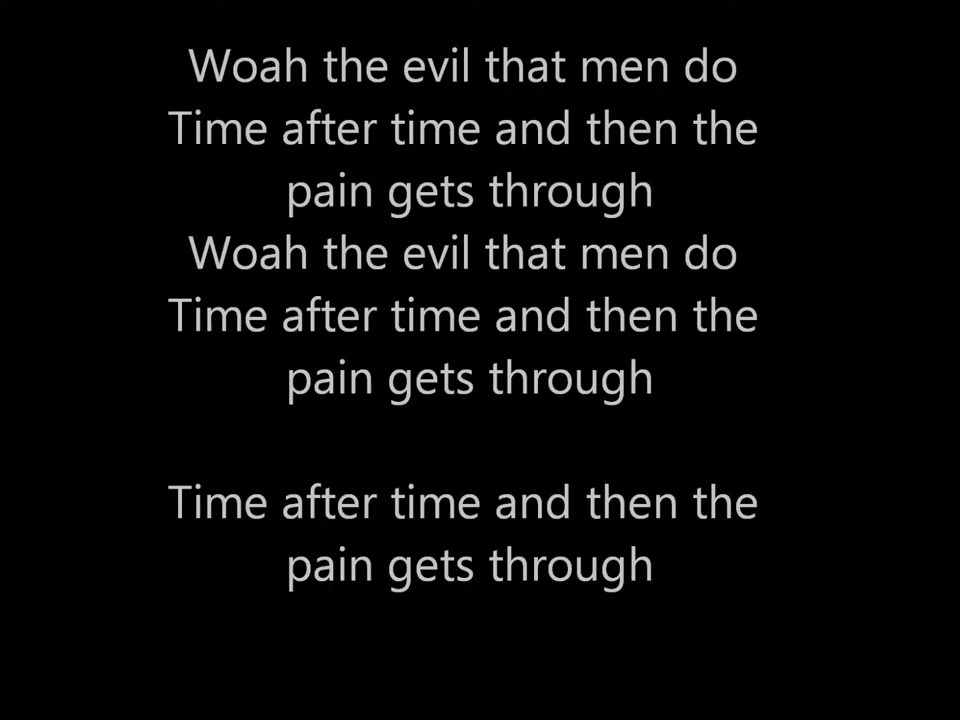 Woah the evil that men do
Time after time and then the
pain gets through
Woah the evil that men do
Time after time and then the
pain gets through
Time after time and then the
pain gets through